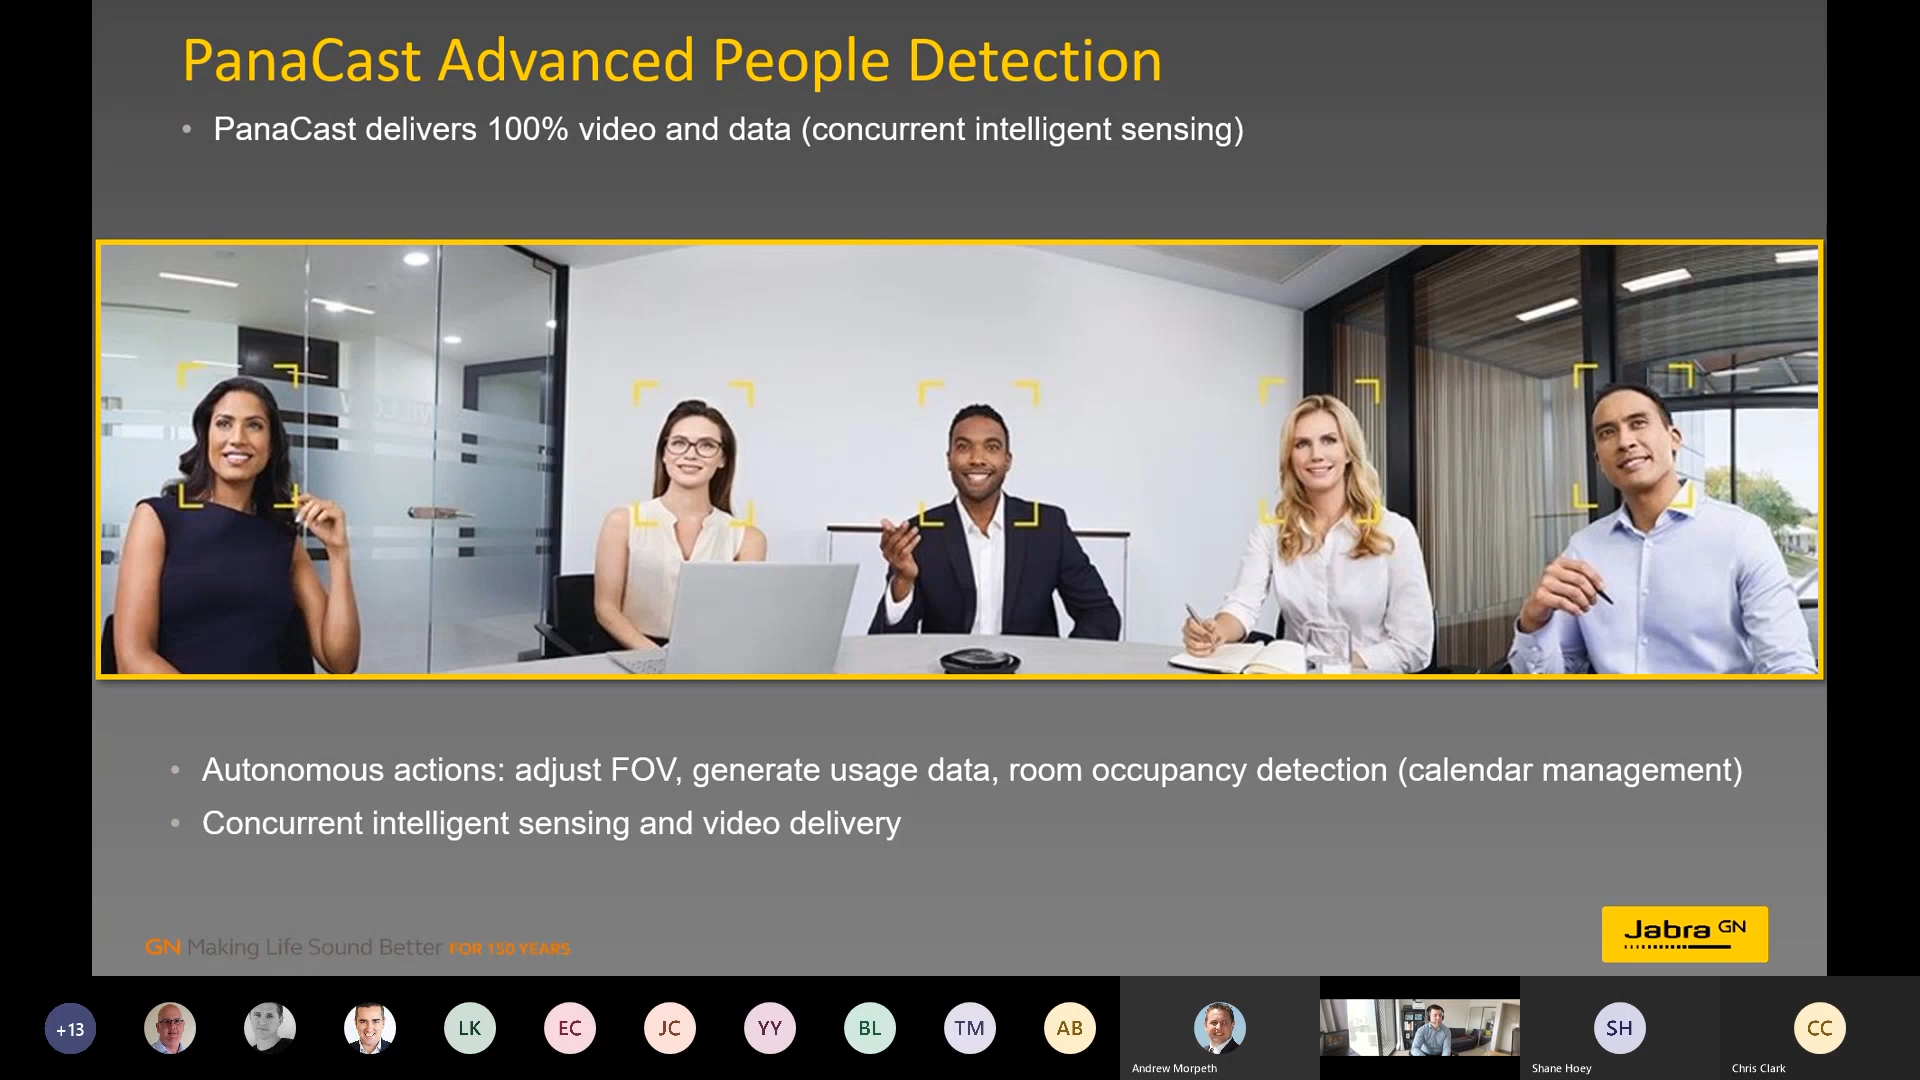 PanaCast Advanced People Detection
• PanaCast delivers 100% video and data (concurrent intelligent sensing)
• Autonomous actions: adjust FOV, generate usage data, room occupancy detection (calendar management)
• Concurrent intelligent sensing and video delivery
GN Making Life Sound Better FOR 150 YEARS
Jabra GN
+13
LK
EC
JC
YY
BL
TM
AB
SH
CC
Andrew Morpeth
Shane Hoey
Chris Clark